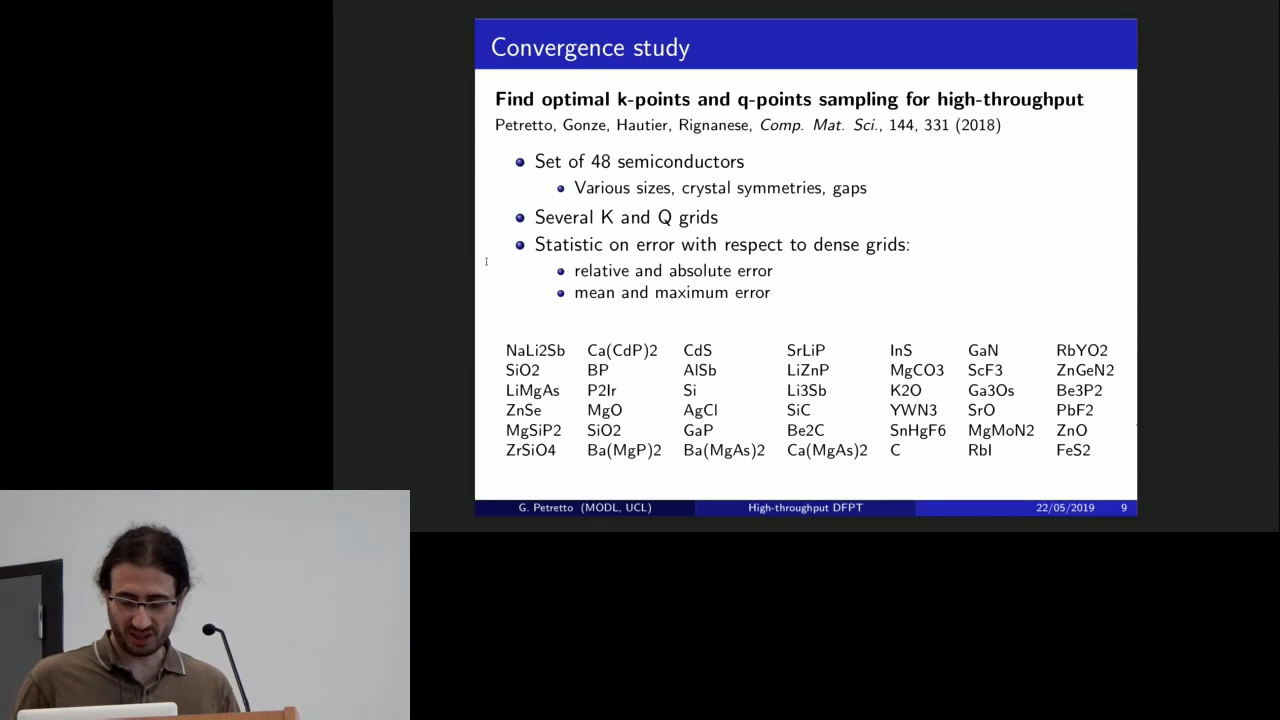 Convergence study
Find optimal k-points and q-points sampling for high-throughput
Petretto, Gonze, Hautier, Rignanese, Comp. Mat. Sci., 144, 331 (2018)
Set of 48 semiconductors
Various sizes, crystal symmetries, gaps
Several K and Q grids
Statistic on error with respect to dense grids:
relative and absolute error
mean and maximum error
NaLi2Sb Ca(CdP)2 CdS SrLiP InS GaN RbYO2
SiO2 BP AlSb LiZnP MgCO3 ScF3 ZnGeN2
LiMgAs P2Ir Si Li3Sb K2O Ga3Os Be3P2
ZnSe MgO AgCl SiC YWN3 SrO PbF2
MgSiP2 SiO2 GaP Be2C SnHgF6 MgMoN2 ZnO
ZrSiO4 Ba(MgP)2 Ba(MgAs)2 Ca(MgAs)2 C RbI FeS2
G. Petretto (MODL, UCL) High-throughput DFPT 22/05/2019 9